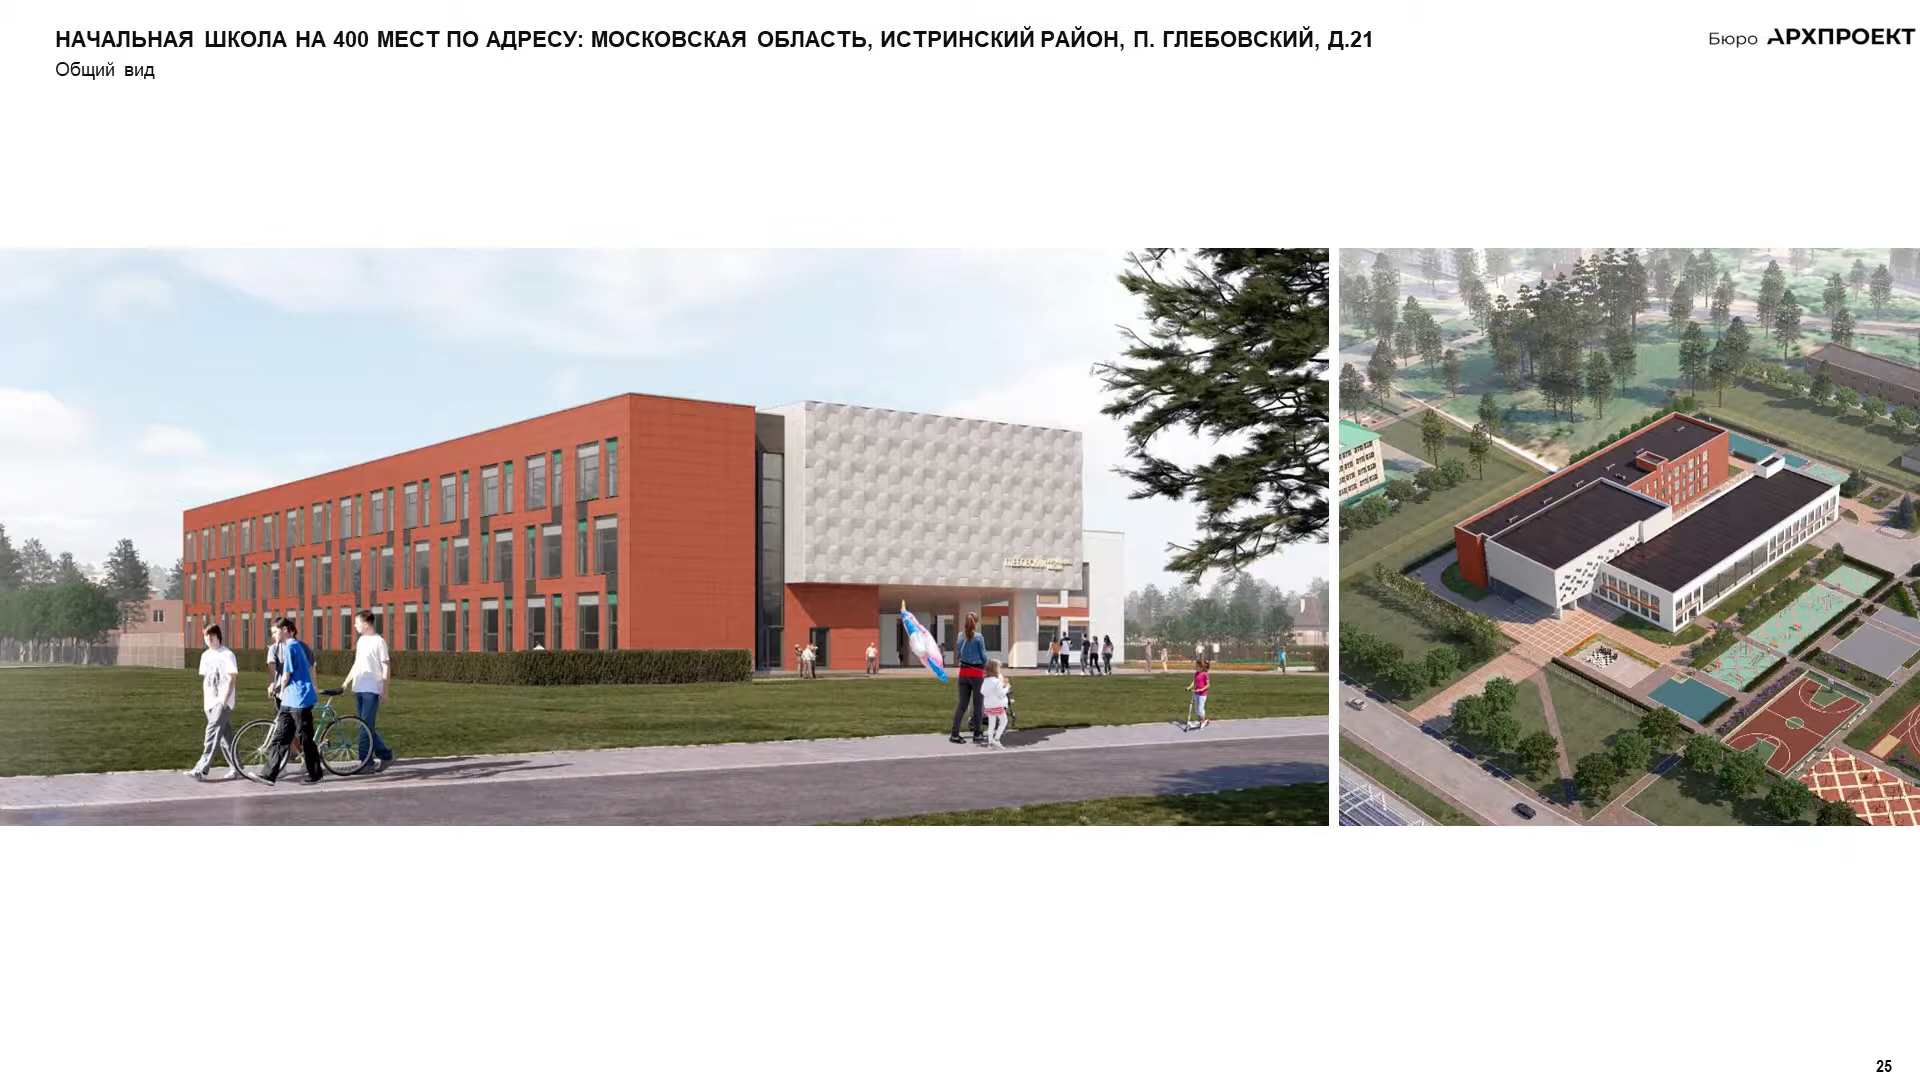 НАЧАЛЬНАЯ ШКОЛА НА 400 МЕСТ ПО АДРЕСУ: МОСКОВСКАЯ ОБЛАСТЬ, ИСТРИНСКИЙ РАЙОН, П. ГЛЕБОВСКИЙ, Д.21
Бюро АРХПРОЕКТ
Общий вид
25